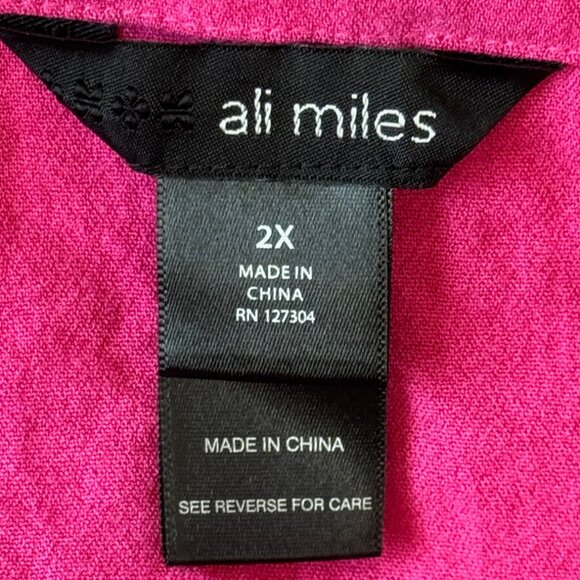 ali miles
2X
MADE IN
CHINA
RN 127304
MADE IN CHINA
SEE REVERSE FOR CARE